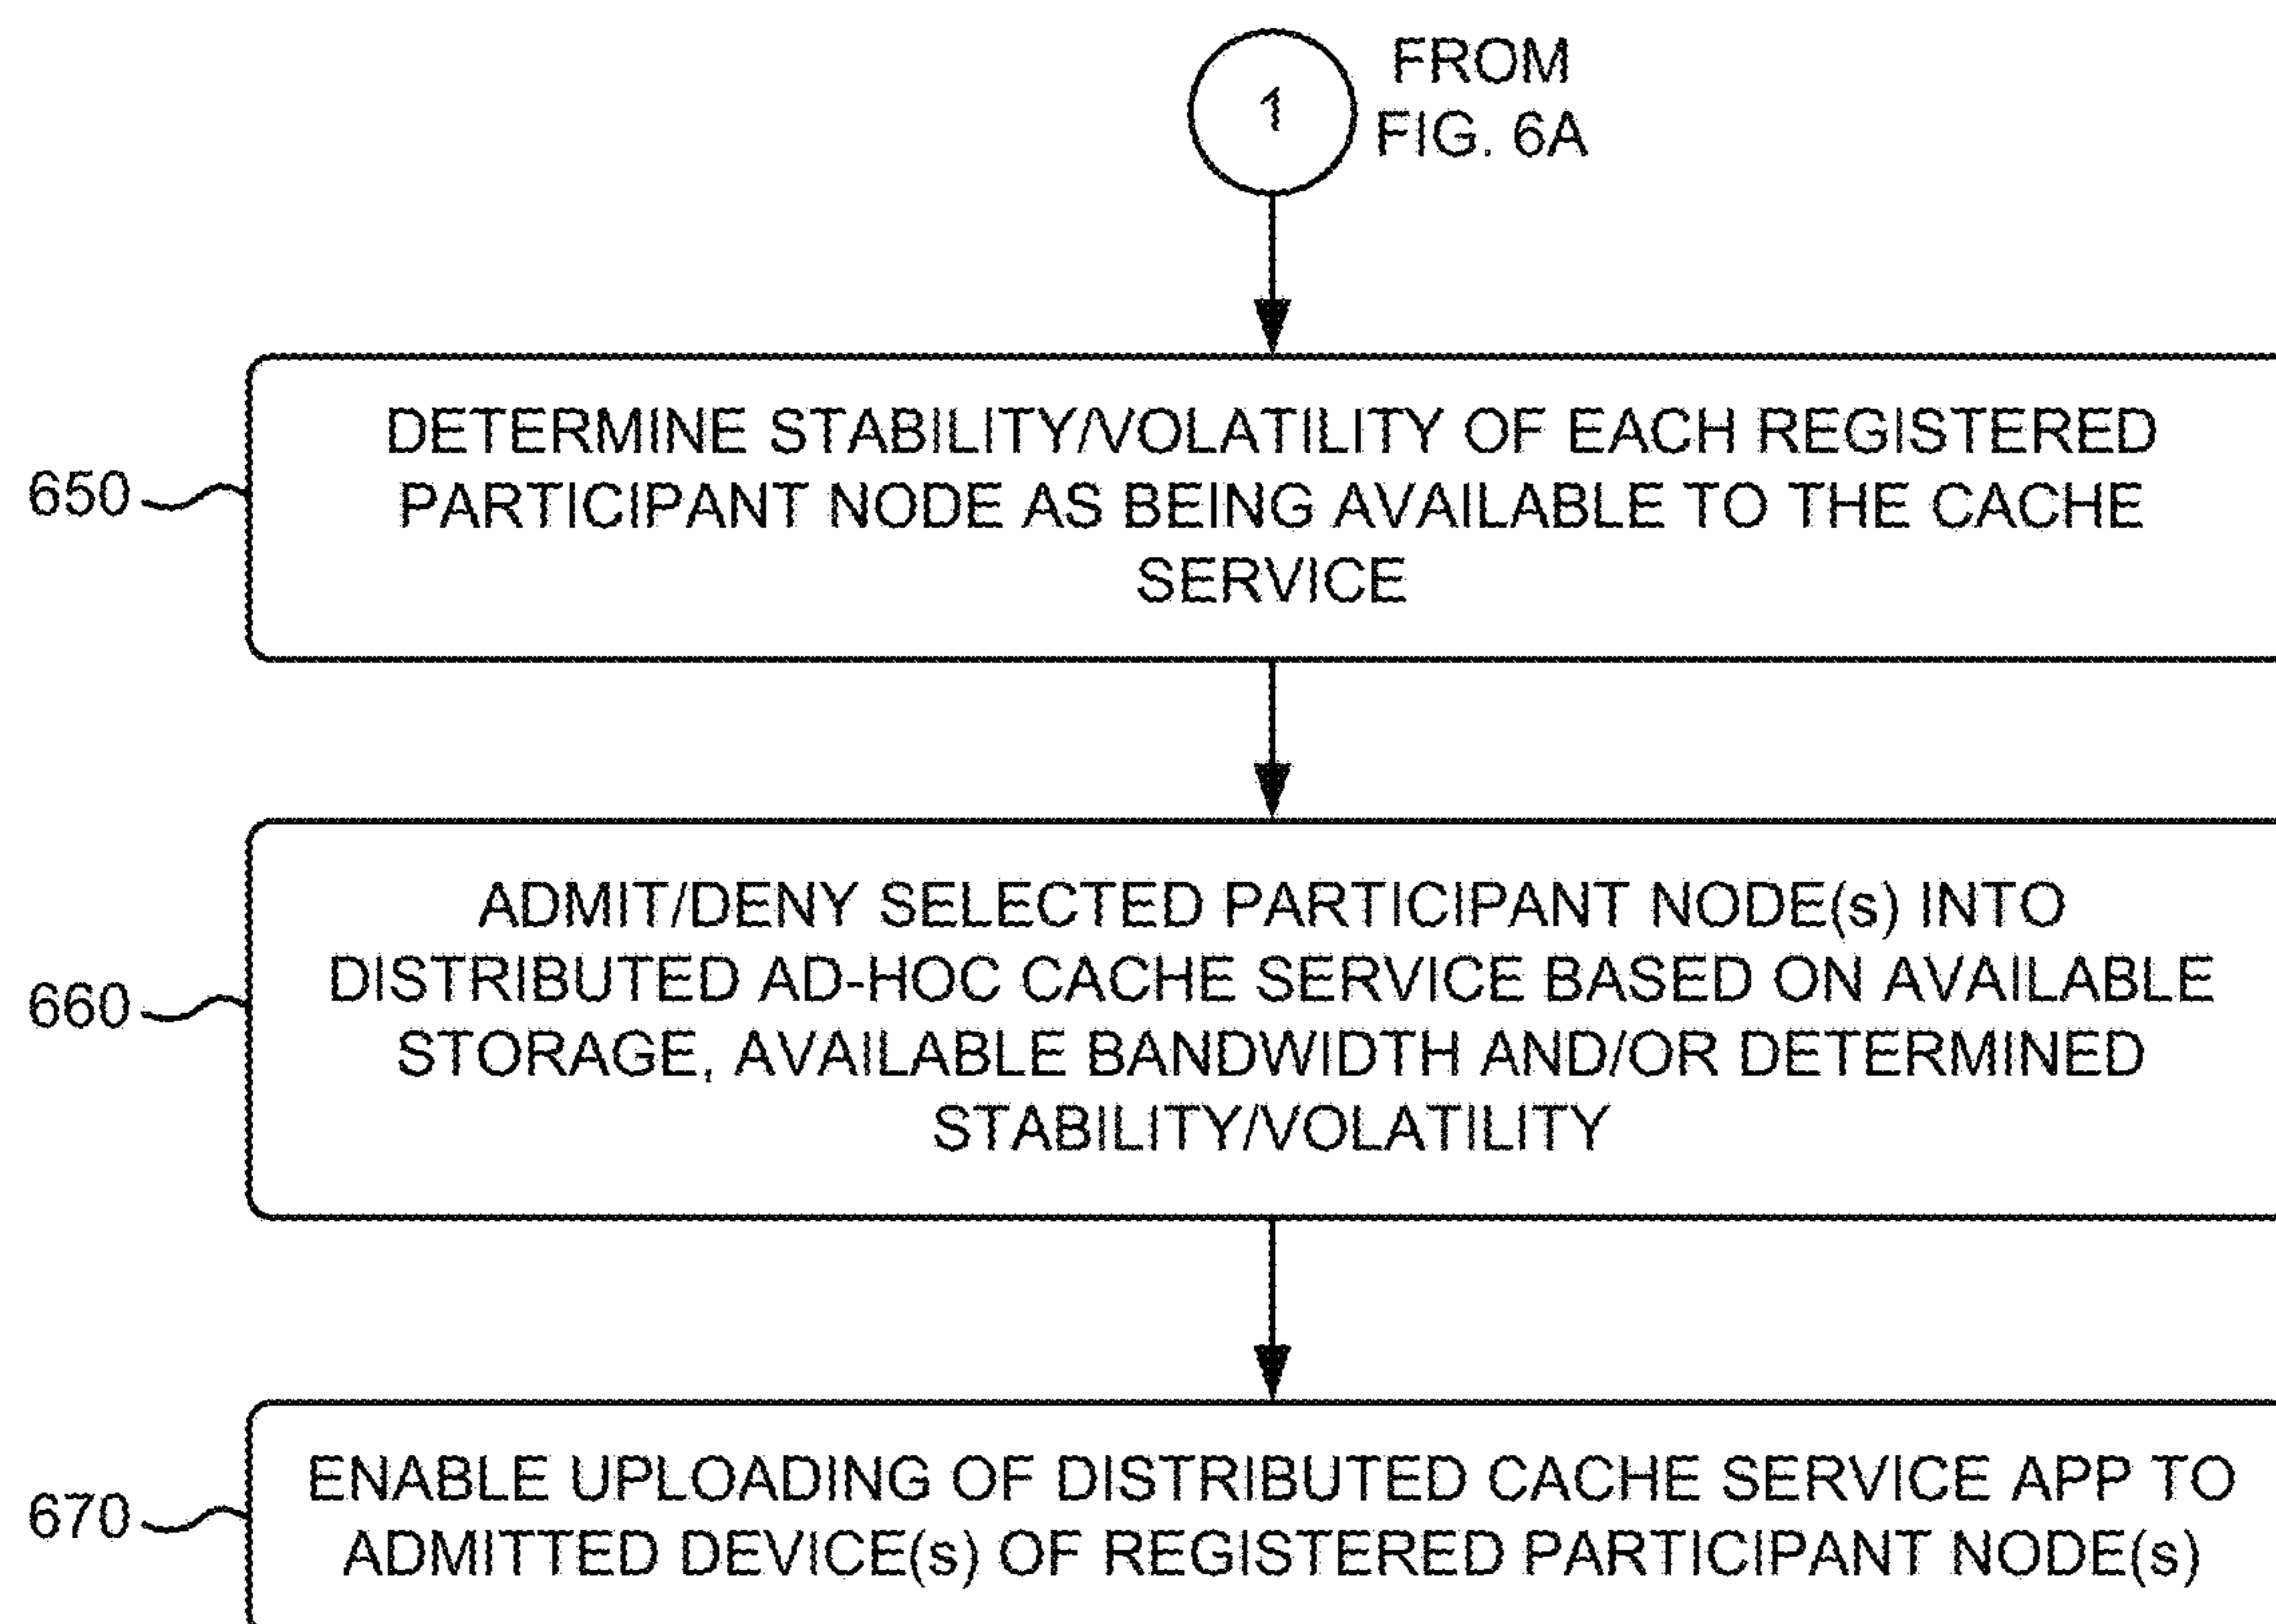 1
FROM
FIG. 6A
650
DETERMINE STABILITY/VOLATILITY OF EACH REGISTERED
PARTICIPANT NODE AS BEING AVAILABLE TO THE CACHE
SERVICE
660
ADMIT/DENY SELECTED PARTICIPANT NODE(s) INTO
DISTRIBUTED AD-HOC CACHE SERVICE BASED ON AVAILABLE
STORAGE, AVAILABLE BANDWIDTH AND/OR DETERMINED
STABILITY/VOLATILITY
670
ENABLE UPLOADING OF DISTRIBUTED CACHE SERVICE APP TO
ADMITTED DEVICE(s) OF REGISTERED PARTICIPANT NODE(s)